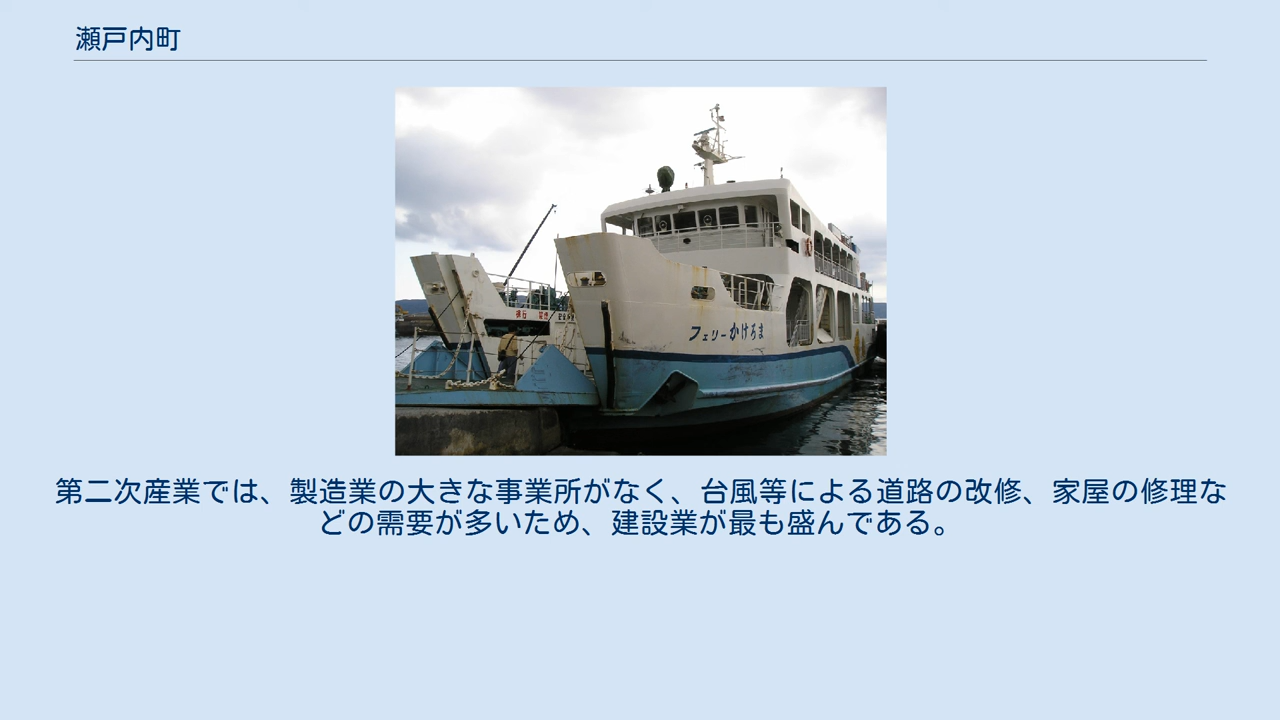 瀬戸内町
フェリーかけろま
第二次産業では、製造業の大きな事業所がなく、台風等による道路の改修、家屋の修理な
どの需要が多いため、建設業が最も盛んである。